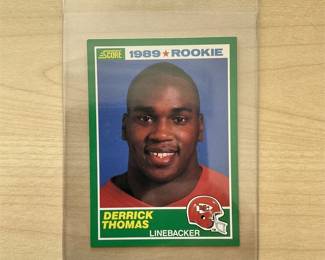 SCORE
1989 ★ ROOKIE
DERRICK
THOMAS
LINEBACKER